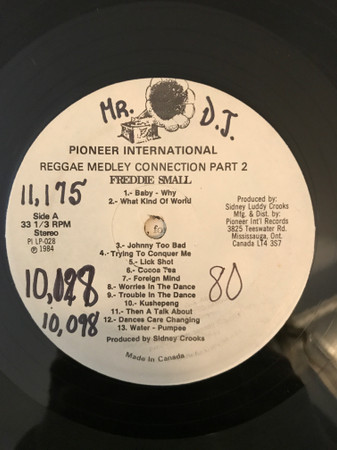 MR. D.J.
PIONEER INTERNATIONAL
REGGAE MEDLEY CONNECTION PART 2
FREDDIE SMALL
11,175
1.- Baby - Why
2.- What Kind Of World
Side A
33 1/3 RPM
Stereo
PI LP-028
℗ 1984
Produced by:
Sidney Luddy Crooks
Mfg. & Dist. by:
Pioneer Int'l Records
3825 Teeswater Rd.
Mississauga, Ont.
Canada LT4 3S7
for
3.- Johnny Too Bad
4.- Trying To Conquer Me
5.- Lick Shot
6.- Cocoa Tea
7.- Foreign Mind
8.- Worries In The Dance
9.- Trouble In The Dance
10.- Kushepeng
11.- Then A Talk About
12.- Dances Care Changing
13. Water - Pumpee
10,098
80
Produced by Sidney Crooks
Made In Canada